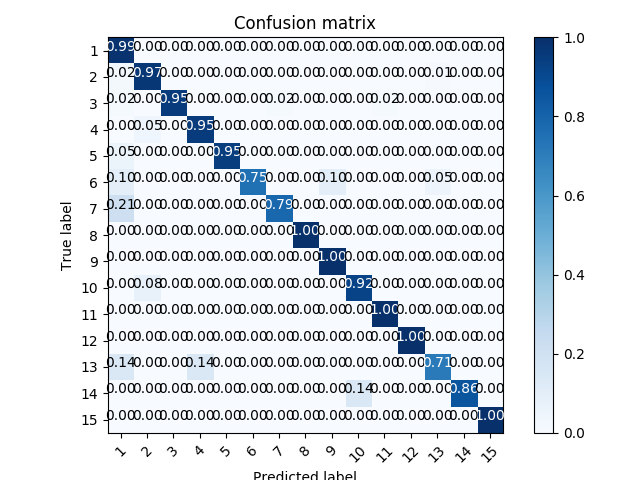 Confusion matrix
1 0.99 0.00 0.00 0.00 0.00 0.00 0.00 0.00 0.00 0.00 0.00 0.00 0.00 0.00 0.00
2 0.02 0.97 0.00 0.00 0.00 0.00 0.00 0.00 0.00 0.00 0.00 0.00 0.01 0.00 0.00
3 0.02 0.00 0.95 0.00 0.00 0.00 0.02 0.00 0.00 0.00 0.02 0.00 0.00 0.00 0.00
4 0.00 0.05 0.00 0.95 0.00 0.00 0.00 0.00 0.00 0.00 0.00 0.00 0.00 0.00 0.00
5 0.05 0.00 0.00 0.00 0.95 0.00 0.00 0.00 0.00 0.00 0.00 0.00 0.00 0.00 0.00
6 0.10 0.00 0.00 0.00 0.00 0.75 0.00 0.00 0.10 0.00 0.00 0.00 0.05 0.00 0.00
7 0.21 0.00 0.00 0.00 0.00 0.00 0.79 0.00 0.00 0.00 0.00 0.00 0.00 0.00 0.00
8 0.00 0.00 0.00 0.00 0.00 0.00 0.00 1.00 0.00 0.00 0.00 0.00 0.00 0.00 0.00
9 0.00 0.00 0.00 0.00 0.00 0.00 0.00 0.00 1.00 0.00 0.00 0.00 0.00 0.00 0.00
10 0.00 0.08 0.00 0.00 0.00 0.00 0.00 0.00 0.00 0.92 0.00 0.00 0.00 0.00 0.00
11 0.00 0.00 0.00 0.00 0.00 0.00 0.00 0.00 0.00 0.00 1.00 0.00 0.00 0.00 0.00
12 0.00 0.00 0.00 0.00 0.00 0.00 0.00 0.00 0.00 0.00 0.00 1.00 0.00 0.00 0.00
13 0.14 0.00 0.00 0.14 0.00 0.00 0.00 0.00 0.00 0.00 0.00 0.00 0.71 0.00 0.00
14 0.00 0.00 0.00 0.00 0.00 0.00 0.00 0.00 0.00 0.14 0.00 0.00 0.00 0.86 0.00
15 0.00 0.00 0.00 0.00 0.00 0.00 0.00 0.00 0.00 0.00 0.00 0.00 0.00 0.00 1.00
True label
1 2 3 4 5 6 7 8 9 10 11 12 13 14 15
Predicted label
1.0
0.8
0.6
0.4
0.2
0.0